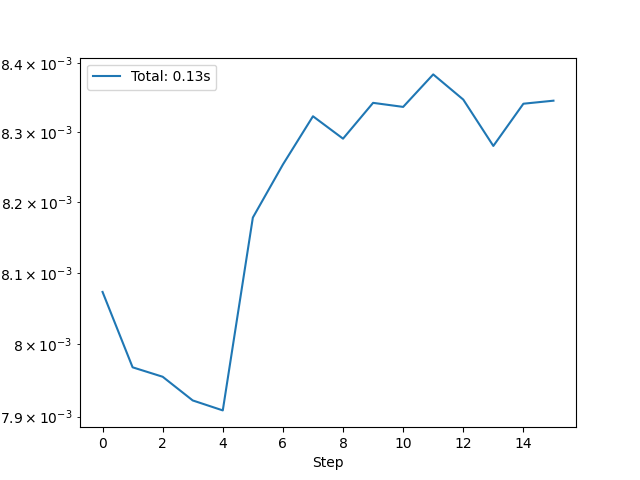 Total: 0.13s
8.4 × 10⁻³
8.3 × 10⁻³
8.2 × 10⁻³
8.1 × 10⁻³
8 × 10⁻³
7.9 × 10⁻³
0 2 4 6 8 10 12 14
Step